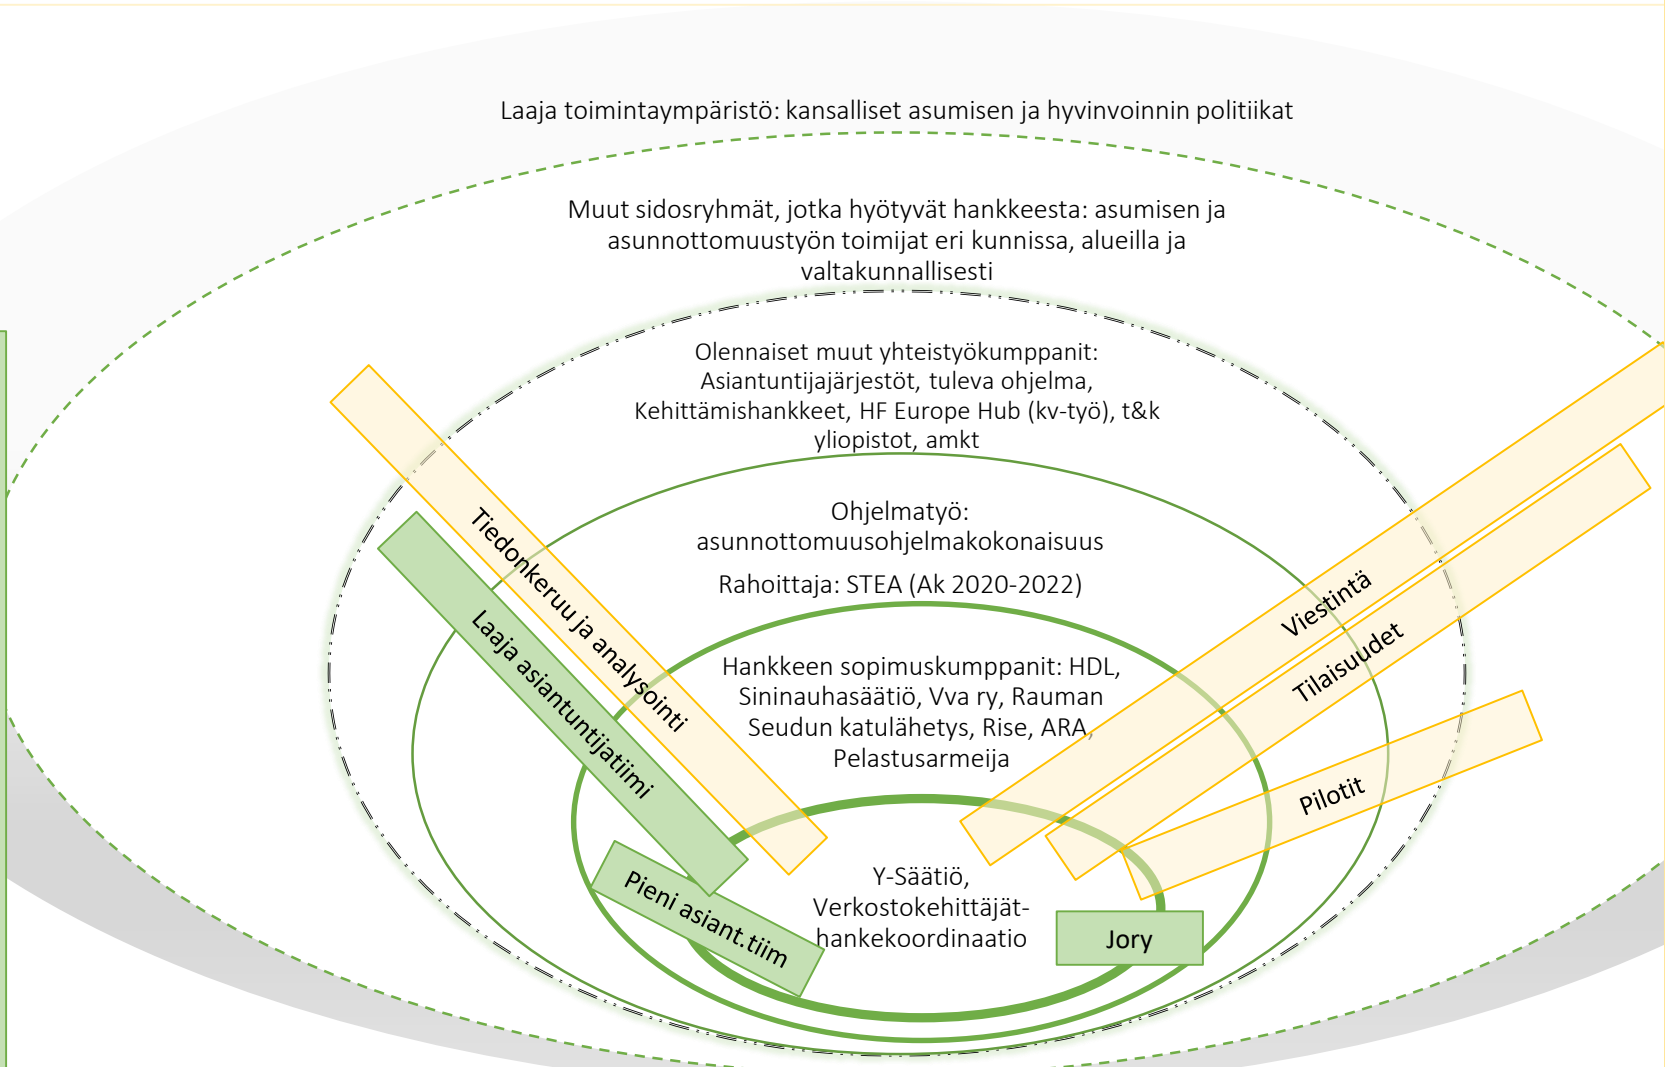 Laaja toimintaympäristö: kansalliset asumisen ja hyvinvoinnin politiikat
Muut sidosryhmät, jotka hyötyvät hankkeesta: asumisen ja
asunnottomuustyön toimijat eri kunnissa, alueilla ja
valtakunnallisesti
Olennaiset muut yhteistyökumppanit:
Asiantuntijajärjestöt, tuleva ohjelma,
Kehittämishankkeet, HF Europe Hub (kv-työ), t&k
yliopistot, amkt
Ohjelmatyö:
asunnottomuusohjelmakokonaisuus
Rahoittaja: STEA (Ak 2020-2022)
Hankkeen sopimuskumppanit: HDL,
Sininauhasäätiö, Vva ry, Rauman
Seudun katulähetys, Rise, ARA,
Pelastusarmeija
Y-Säätiö,
Verkostokehittäjät-
hankekoordinaatio
Tiedonkeruu ja analysointi
Laaja asiantuntijatiimi
Pieni asiant.tiim
Viestintä
Tilaisuudet
Pilotit
Jory